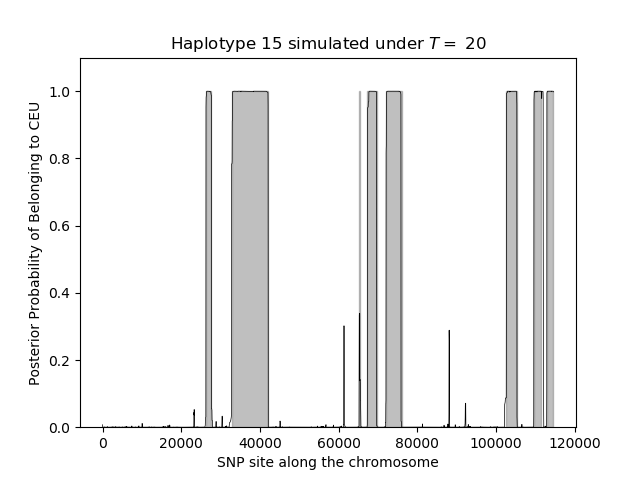 Haplotype 15 simulated under T = 20
Posterior Probability of Belonging to CEU
1.0
0.8
0.6
0.4
0.2
0.0
0 20000 40000 60000 80000 100000 120000
SNP site along the chromosome